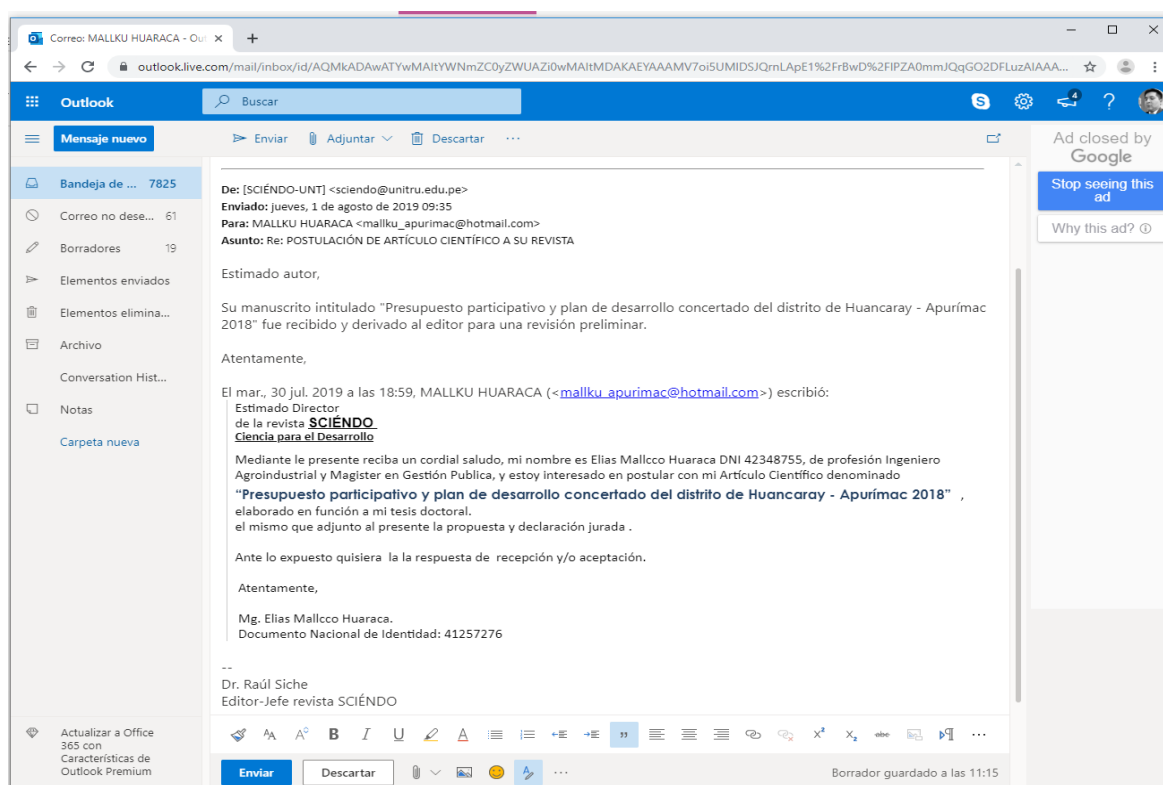 Correo: MALLKU HUARACA - Out
outlook.live.com/mail/inbox/id/AQMkADAwATYwMAItYWNmZC0yZWUAZi0wMAItMDAKAEYAAAMV7oi5UMIDSJQrnLApE1%2FrBwD%2FIPZA0mmJQqGO2DFLuzAIAAA...
Outlook
Buscar
4
Mensaje nuevo
Enviar Adjuntar Descartar ...
Ad closed by
Google
Stop seeing this
ad
Why this ad?
Bandeja de ... 7825
Correo no dese... 61
Borradores 19
Elementos enviados
Elementos elimina...
Archivo
Conversation Hist...
Notas
Carpeta nueva
De: [SCIÉNDO-UNT] <sciendo@unitru.edu.pe>
Enviado: jueves, 1 de agosto de 2019 09:35
Para: MALLKU HUARACA <mallku_apurimac@hotmail.com>
Asunto: Re: POSTULACIÓN DE ARTÍCULO CIENTÍFICO A SU REVISTA
Estimado autor,
Su manuscrito intitulado "Presupuesto participativo y plan de desarrollo concertado del distrito de Huancaray - Apurímac
2018" fue recibido y derivado al editor para una revisión preliminar.
Atentamente,
El mar., 30 jul. 2019 a las 18:59, MALLKU HUARACA (<mallku_apurimac@hotmail.com>) escribió:
Estimado Director
de la revista SCIÉNDO
Ciencia para el Desarrollo
Mediante le presente reciba un cordial saludo, mi nombre es Elias Mallcco Huaraca DNI 42348755, de profesión Ingeniero
Agroindustrial y Magister en Gestión Publica, y estoy interesado en postular con mi Artículo Científico denominado
“Presupuesto participativo y plan de desarrollo concertado del distrito de Huancaray - Apurímac 2018” ,
elaborado en función a mi tesis doctoral.
el mismo que adjunto al presente la propuesta y declaración jurada .
Ante lo expuesto quisiera la la respuesta de recepción y/o aceptación.
Atentamente,
Mg. Elias Mallcco Huaraca.
Documento Nacional de Identidad: 41257276
--
Dr. Raúl Siche
Editor-Jefe revista SCIÉNDO
Actualizar a Office
365 con
Características de
Outlook Premium
Enviar Descartar ... Borrador guardado a las 11:15